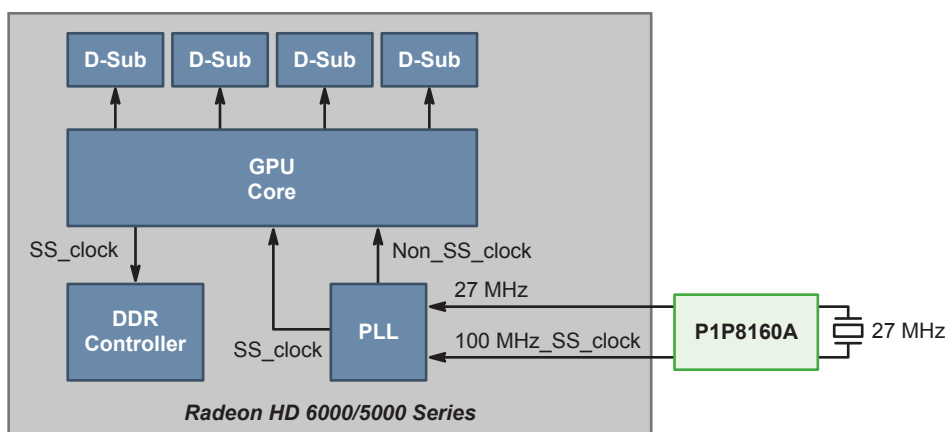 D-Sub D-Sub D-Sub D-Sub
GPU
Core
SS_clock
Non_SS_clock
27 MHz
DDR
Controller
SS_clock
PLL
100 MHz_SS_clock
P1P8160A
27 MHz
Radeon HD 6000/5000 Series